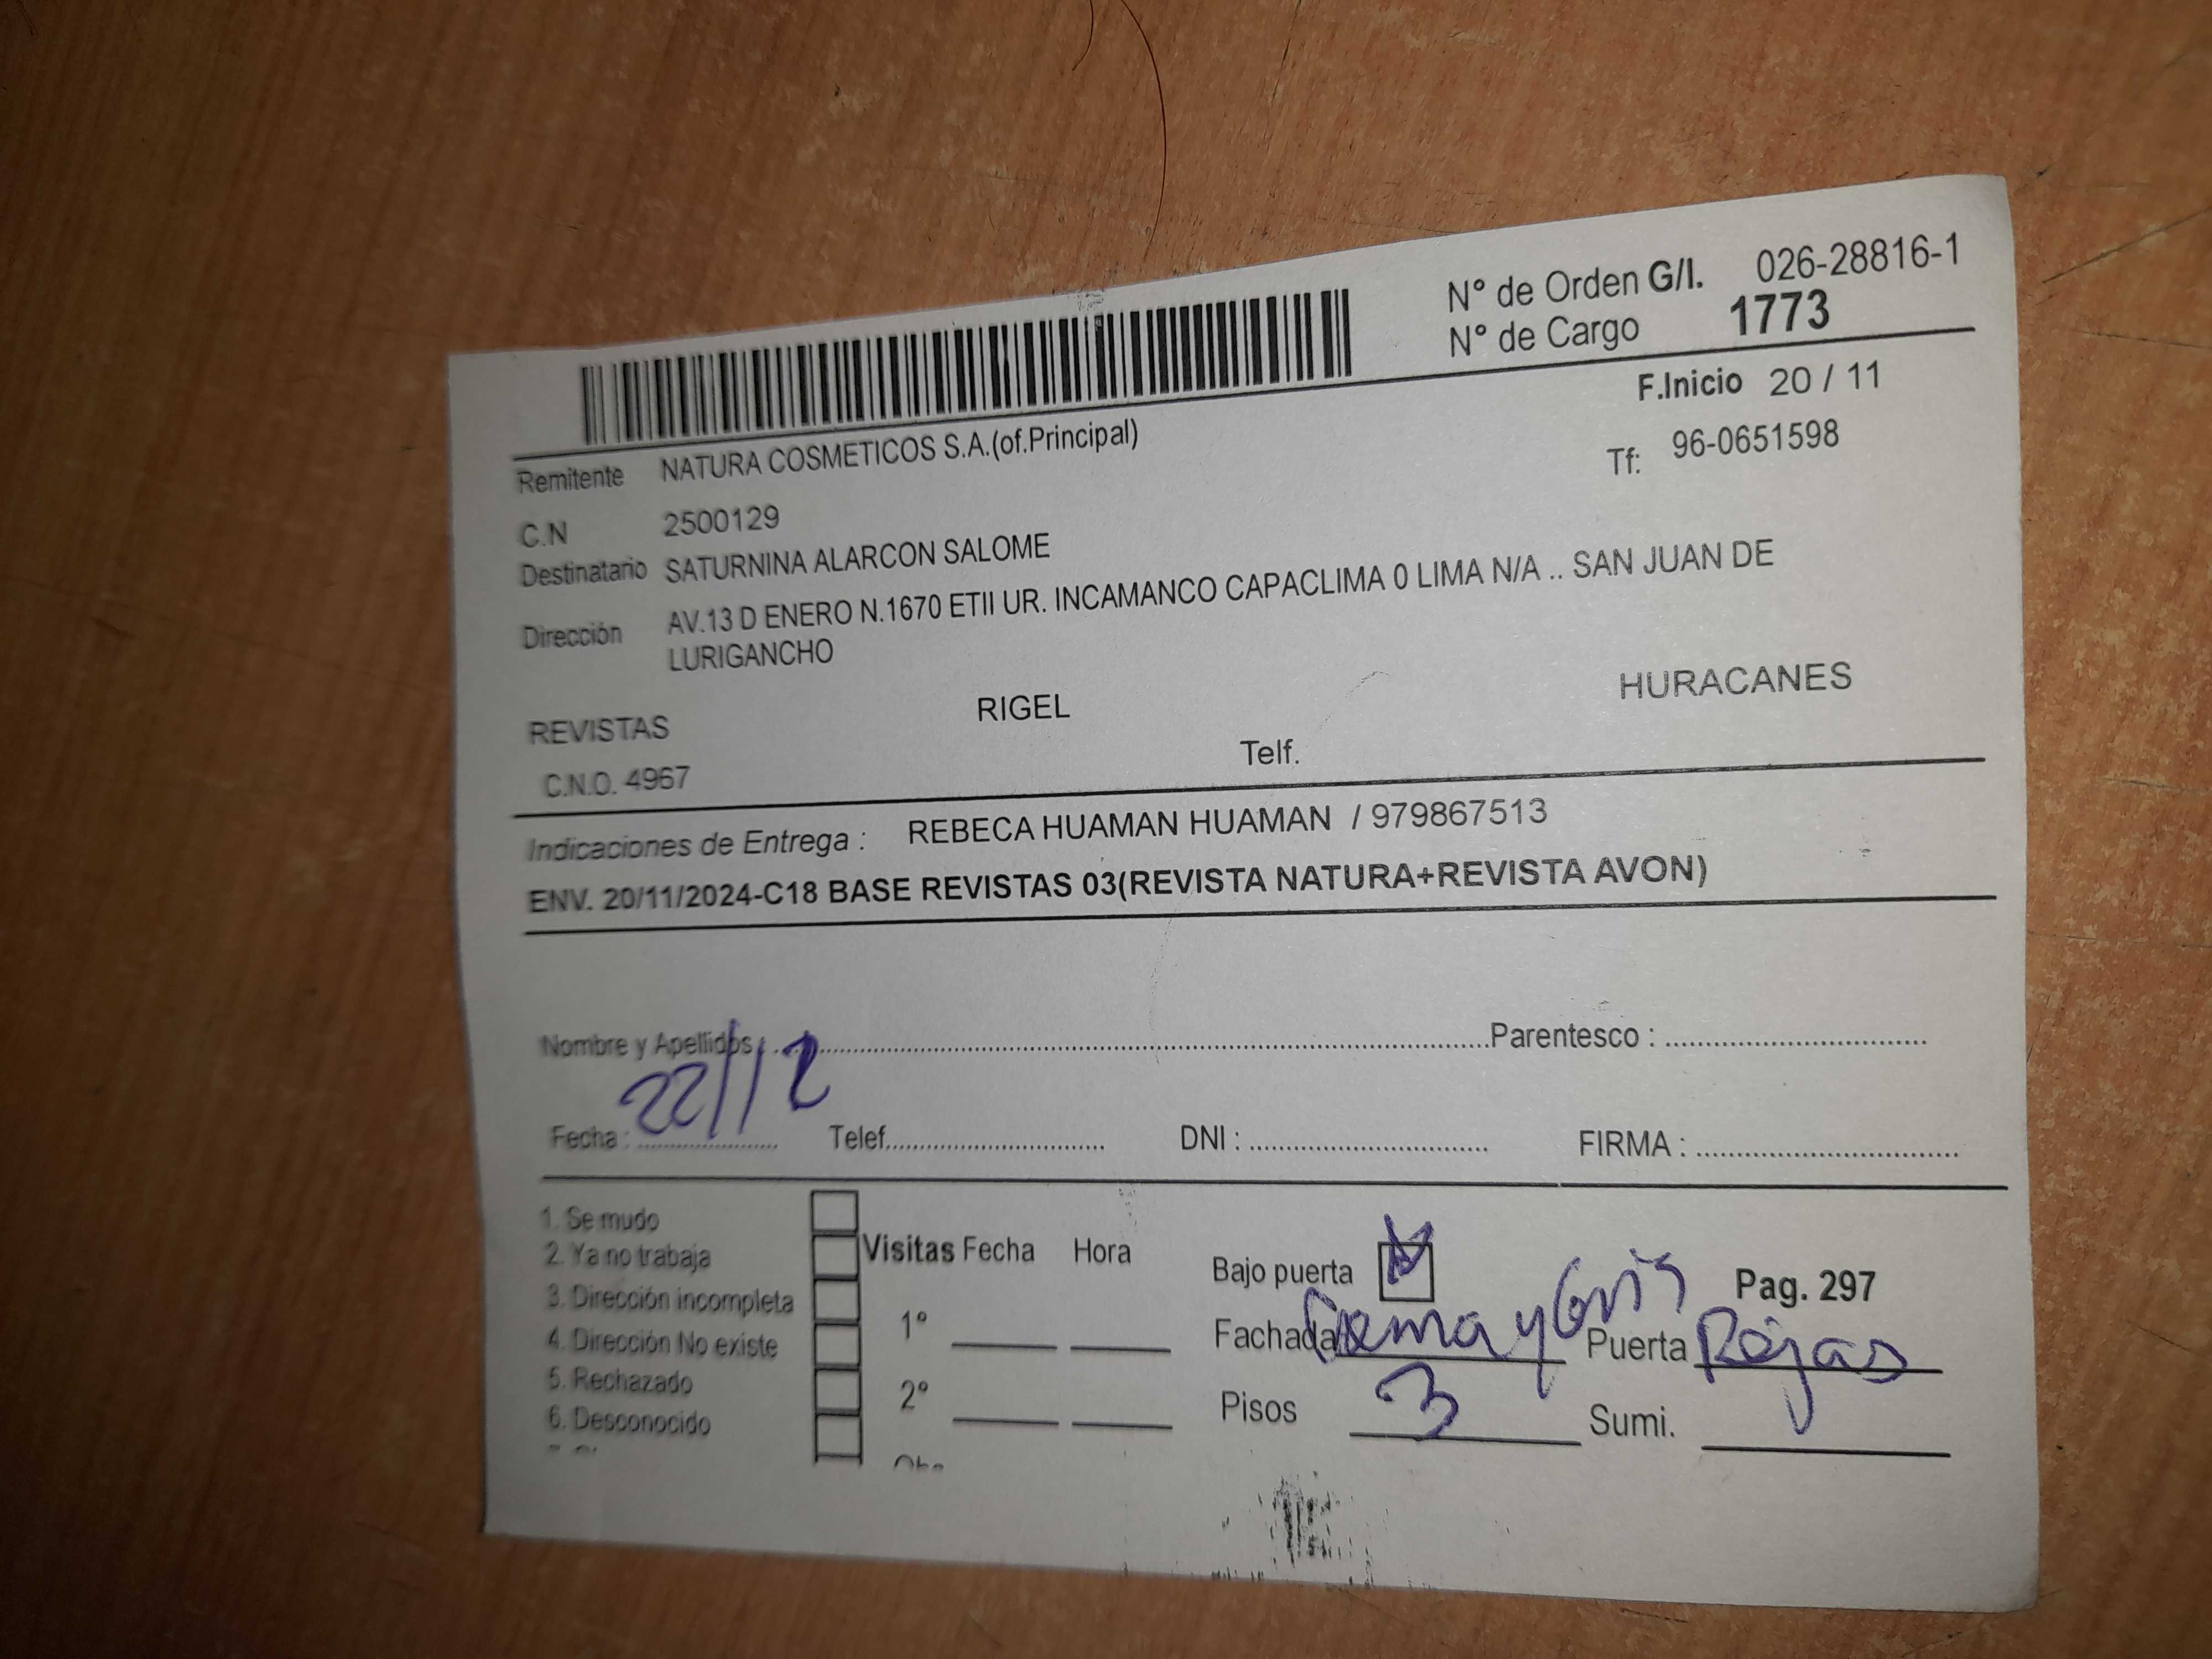 N° de Orden G/I. 026-28816-1
N° de Cargo 1773
F.Inicio 20 / 11
Remitente NATURA COSMETICOS S.A.(of.Principal)
Tf: 96-0651598
C.N 2500129
Destinatario SATURNINA ALARCON SALOME
Dirección AV.13 D ENERO N.1670 ETII UR. INCAMANCO CAPACLIMA 0 LIMA N/A .. SAN JUAN DE
LURIGANCHO
REVISTAS RIGEL HURACANES
C.N.O. 4967 Telf.
Indicaciones de Entrega : REBECA HUAMAN HUAMAN / 979867513
ENV. 20/11/2024-C18 BASE REVISTAS 03(REVISTA NATURA+REVISTA AVON)
Nombre y Apellidos : Parentesco :
Fecha : 22/12 Telef. DNI : FIRMA :
1. Se mudo
2. Ya no trabaja
3. Dirección incompleta
4. Dirección No existe
5. Rechazado
6. Desconocido
Visitas Fecha Hora
1°
2°
Bajo puerta Pag. 297
Fachada Crema y Gris Puerta Rojas
Pisos 3 Sumi.